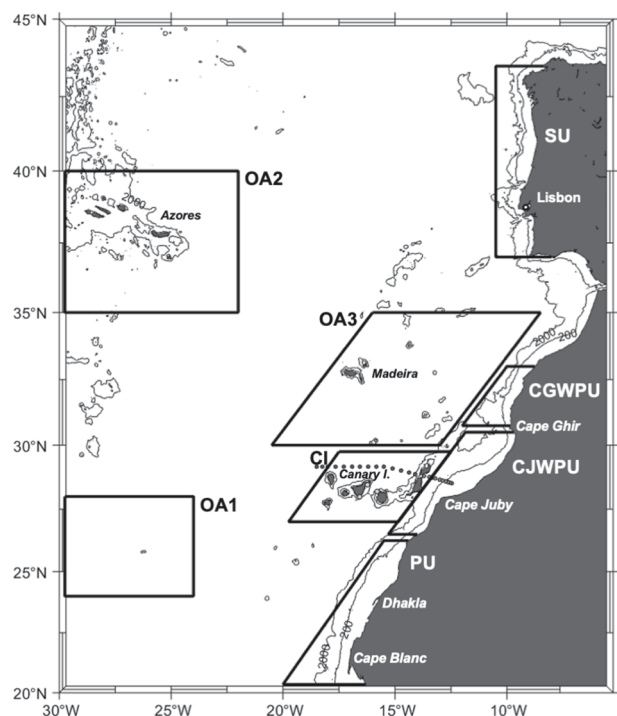 45°N
SU
40°N
OA2
2000
Azores
Lisbon
35°N
OA3
2000
200
Madeira
CGWPU
30°N
Cape Ghir
CI
Canary I.
CJWPU
OA1
Cape Juby
PU
25°N
Dhakla
200
2000
Cape Blanc
20°N
30°W 25°W 20°W 15°W 10°W